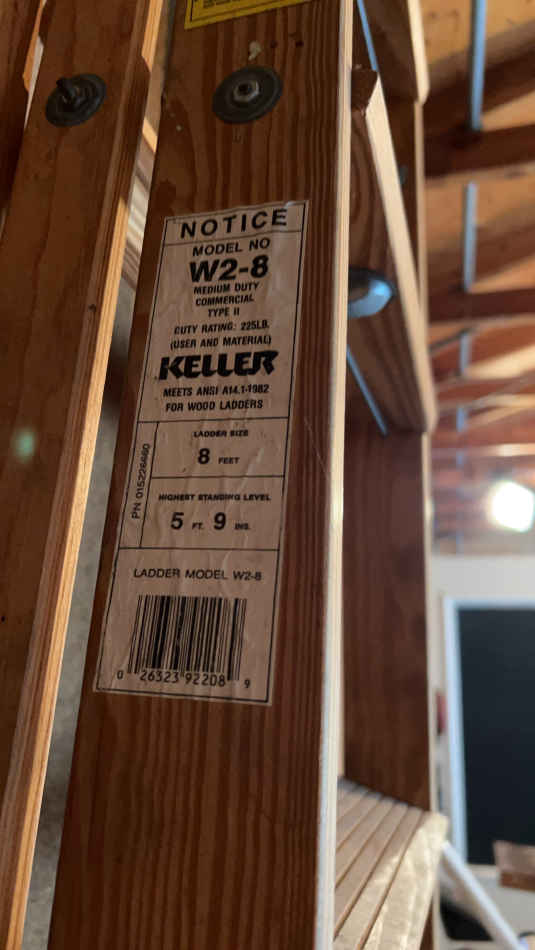 NOTICE
MODEL NO
W2-8
MEDIUM DUTY
COMMERCIAL
TYPE II
DUTY RATING: 225LB.
(USER AND MATERIAL)
KELLER
MEETS ANSI A14.1-1982
FOR WOOD LADDERS
PN 015226660
LADDER SIZE
8 FEET
HIGHEST STANDING LEVEL
5 FT. 9 INS.
LADDER MODEL W2-8
0 26323 92208 9